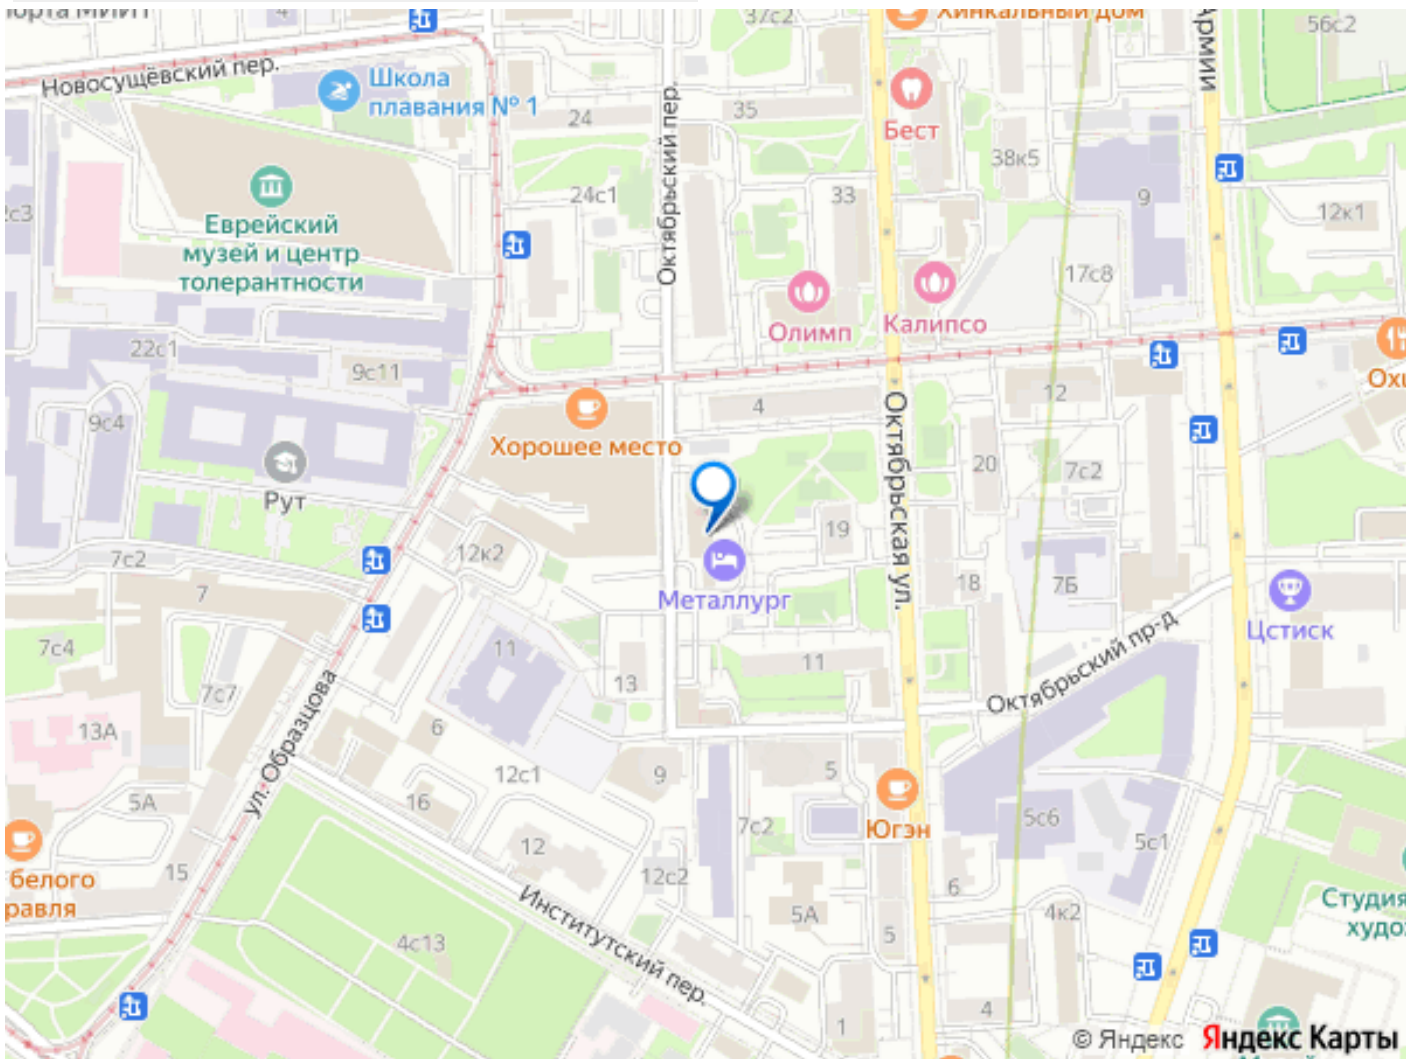 37с2
Хинкальный дом
56с2
4
Армии
Новосущёвский пер.
Школа
плавания № 1
24
Октябрьский пер.
35
Бест
38к5
9
24с1
33
12к1
Еврейский
музей и центр
толерантности
17с8
Олимп
Калипсо
22с1
9с11
12
4
9с4
Хорошее место
Октябрьская ул.
20
7с2
Рут
19
7с2
12к2
18
7Б
7
Металлург
Цстиск
7с4
11
11
Октябрьский пр-д
7с7
13
13А
ул. Образцова
6
12с1
9
5
5А
16
7с2
Югэн
5с6
5с1
12
15
12с2
6
белого
Институтский пер.
5А
4к2
Студия
4с13
5
4
1
© Яндекс Яндекс Карты